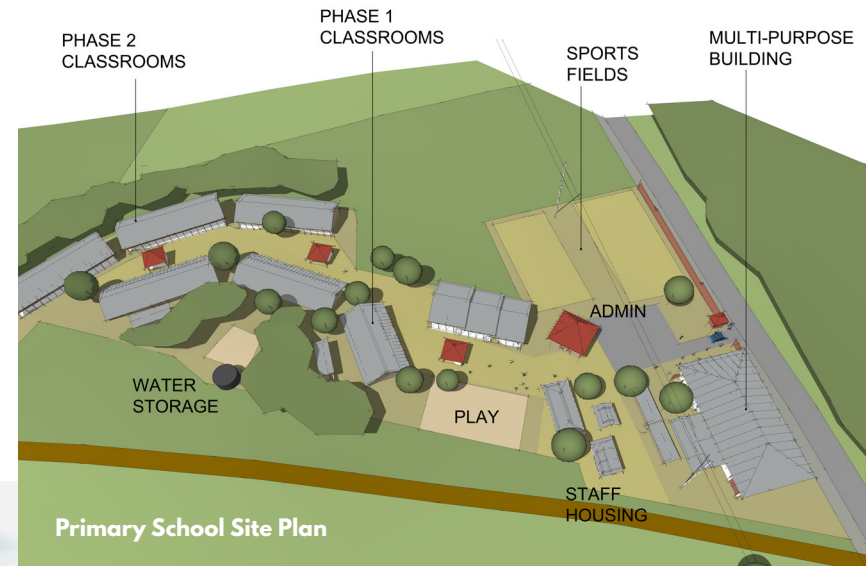 PHASE 2
CLASSROOMS
PHASE 1
CLASSROOMS
SPORTS
FIELDS
MULTI-PURPOSE
BUILDING
ADMIN
WATER
STORAGE
PLAY
STAFF
HOUSING
Primary School Site Plan